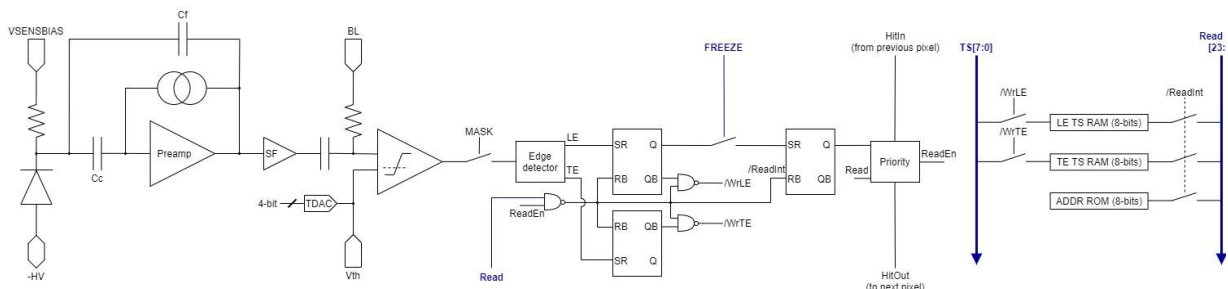 VSENSBIAS
Cf
BL
HitIn
(from previous pixel)
TS[7:0]
Read
[23:
FREEZE
/WrLE
/ReadInt
MASK
LE
SR
Q
SR
Q
LE TS RAM (8-bits)
/WrTE
Preamp
SF
Edge
detector
Priority
ReadEn
TE TS RAM (8-bits)
Cc
TE
/ReadInt
RB
QB
/WrLE
RB
QB
Read
4-bit
TDAC
ReadEn
ADDR ROM (8-bits)
RB
QB
/WrTE
SR
Q
-HV
Vth
Read
HitOut
(to next pixel)